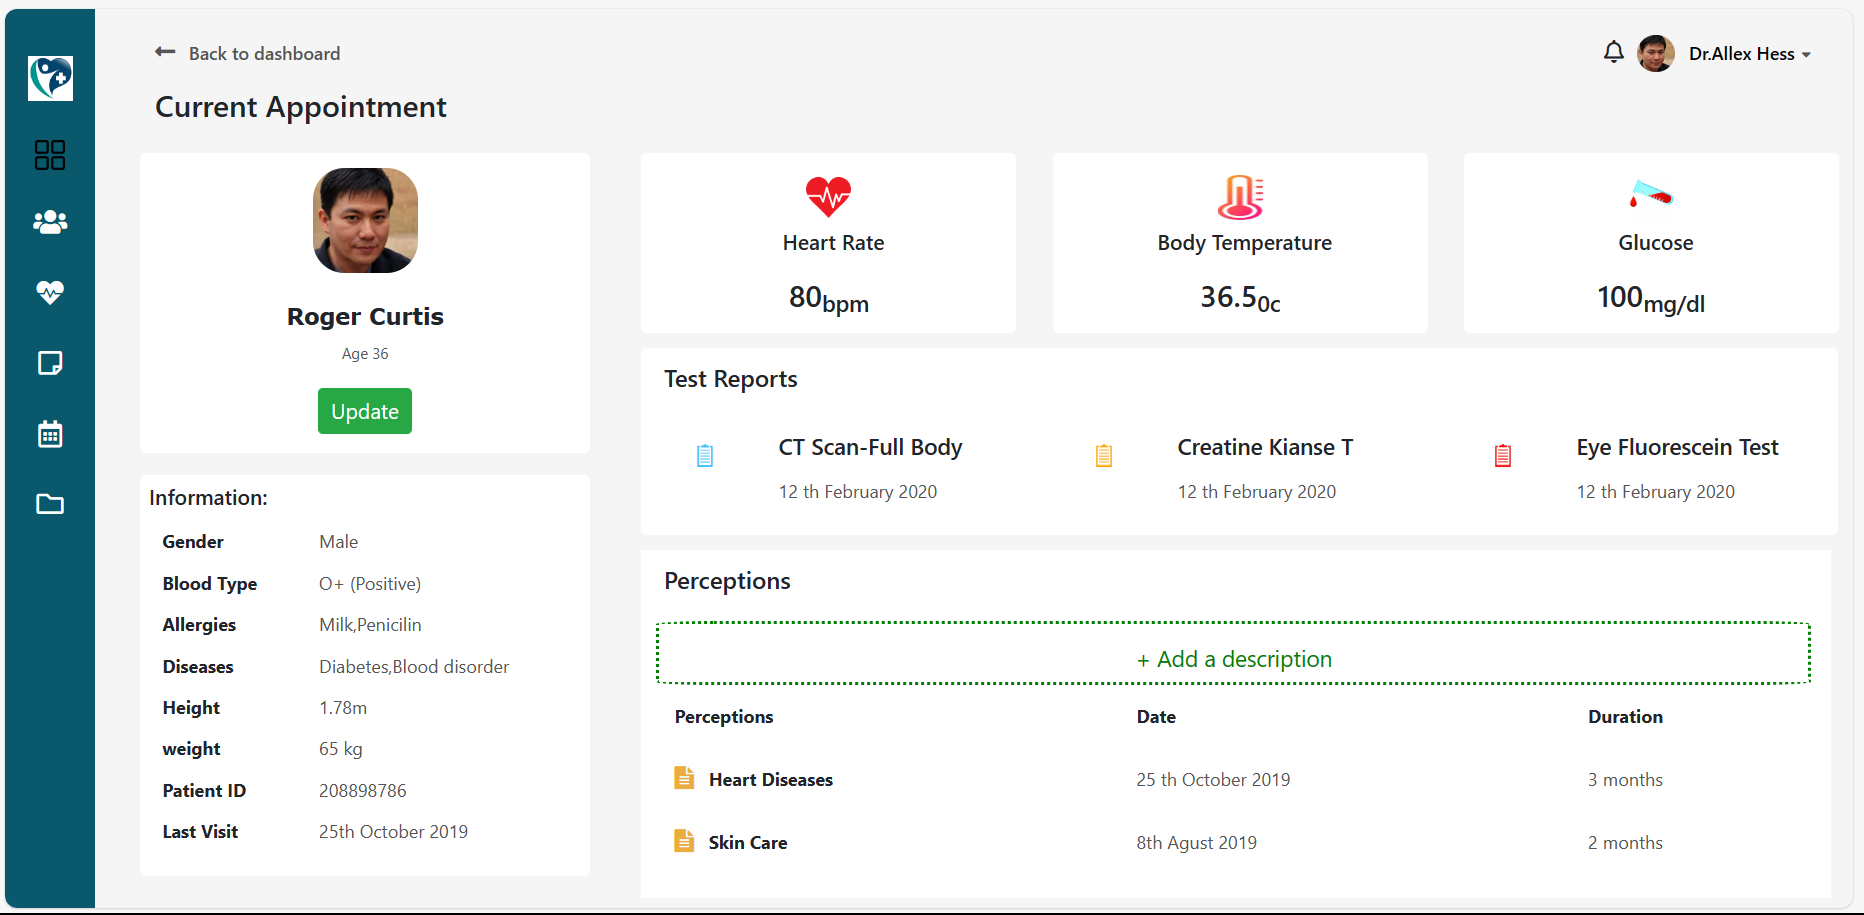 Back to dashboard
Dr.Allex Hess
Current Appointment
Roger Curtis
Age 36
Update
Information:
Gender Male
Blood Type O+ (Positive)
Allergies Milk,Penicilin
Diseases Diabetes,Blood disorder
Height 1.78m
weight 65 kg
Patient ID 208898786
Last Visit 25th October 2019
Heart Rate
80bpm
Body Temperature
36.50c
Glucose
100mg/dl
Test Reports
CT Scan-Full Body
12 th February 2020
Creatine Kianse T
12 th February 2020
Eye Fluorescein Test
12 th February 2020
Perceptions
+ Add a description
Perceptions Date Duration
Heart Diseases 25 th October 2019 3 months
Skin Care 8th Agust 2019 2 months